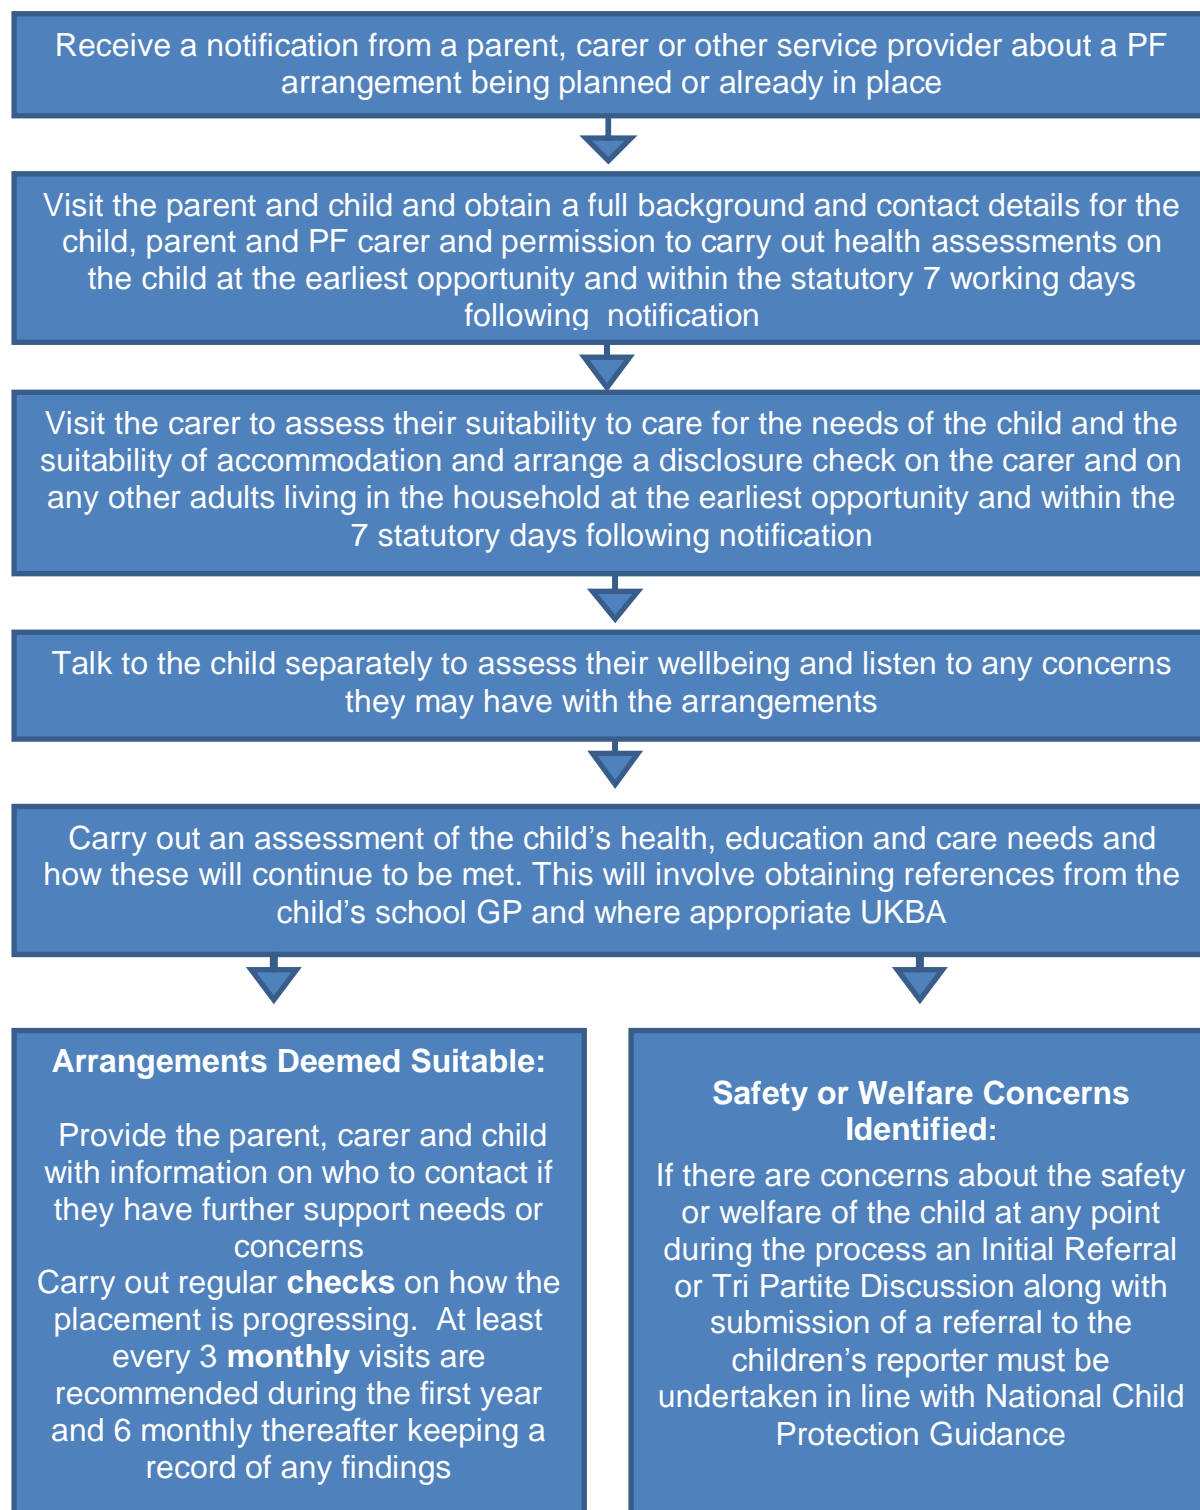 Receive a notification from a parent, carer or other service provider about a PF
arrangement being planned or already in place
Visit the parent and child and obtain a full background and contact details for the
child, parent and PF carer and permission to carry out health assessments on
the child at the earliest opportunity and within the statutory 7 working days
following  notification
Visit the carer to assess their suitability to care for the needs of the child and the
suitability of accommodation and arrange a disclosure check on the carer and on
any other adults living in the household at the earliest opportunity and within the
7 statutory days following notification
Talk to the child separately to assess their wellbeing and listen to any concerns
they may have with the arrangements
Carry out an assessment of the child’s health, education and care needs and
how these will continue to be met. This will involve obtaining references from the
child’s school GP and where appropriate UKBA
Arrangements Deemed Suitable:
Provide the parent, carer and child
with information on who to contact if
they have further support needs or
concerns
Carry out regular checks on how the
placement is progressing.  At least
every 3 monthly visits are
recommended during the first year
and 6 monthly thereafter keeping a
record of any findings
Safety or Welfare Concerns
Identified:
If there are concerns about the safety
or welfare of the child at any point
during the process an Initial Referral
or Tri Partite Discussion along with
submission of a referral to the
children’s reporter must be
undertaken in line with National Child
Protection Guidance